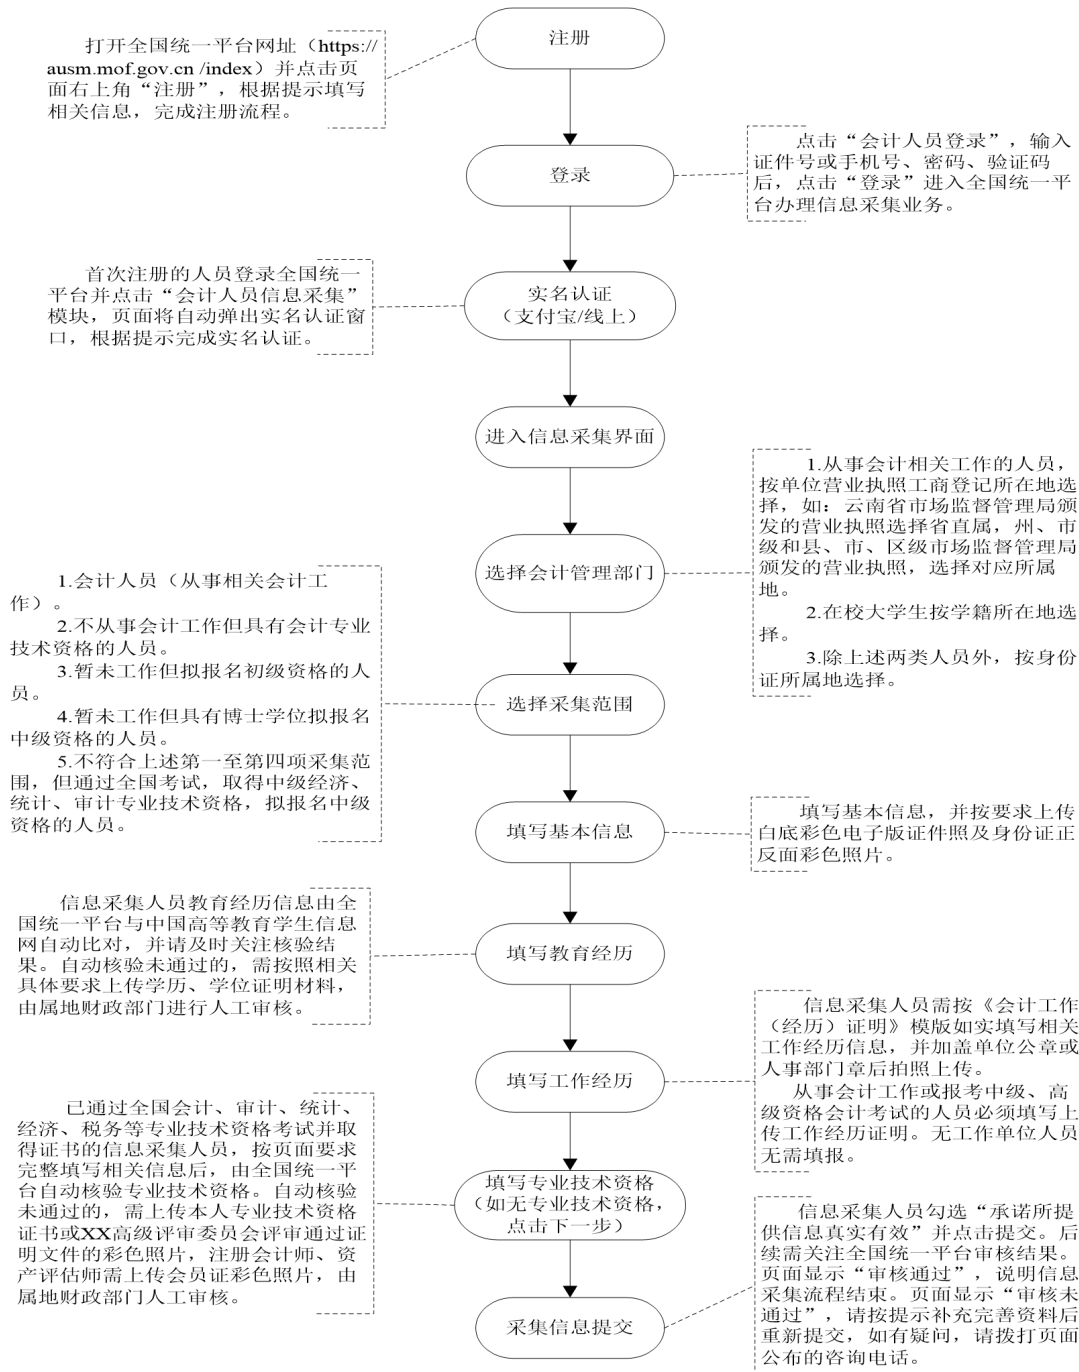 注册
打开全国统一平台网址（https://
ausm.mof.gov.cn /index）并点击页
面右上角“注册”，根据提示填写
相关信息，完成注册流程。
登录
点击“会计人员登录”，输入
证件号或手机号、密码、验证码
后，点击“登录”进入全国统一平
台办理信息采集业务。
首次注册的人员登录全国统一
平台并点击“会计人员信息采集”
模块，页面将自动弹出实名认证窗
口，根据提示完成实名认证。
实名认证
（支付宝/线上）
进入信息采集界面
选择会计管理部门
1.从事会计相关工作的人员，
按单位营业执照工商登记所在地选
择，如：云南省市场监督管理局颁
发的营业执照选择省直属，州、市
级和县、市、区级市场监督管理局
颁发的营业执照，选择对应所属
地。
2.在校大学生按学籍所在地选
择。
3.除上述两类人员外，按身份
证所属地选择。
1.会计人员（从事相关会计工
作）。
2.不从事会计工作但具有会计专业
技术资格的人员。
3.暂未工作但拟报名初级资格的人
员。
4.暂未工作但具有博士学位拟报名
中级资格的人员。
5.不符合上述第一至第四项采集范
围，但通过全国考试，取得中级经济、
统计、审计专业技术资格，拟报名中级
资格的人员。
选择采集范围
填写基本信息
填写基本信息，并按要求上传
白底彩色电子版证件照及身份证正
反面彩色照片。
信息采集人员教育经历信息由全
国统一平台与中国高等教育学生信息
网自动比对，并请及时关注核验结
果。自动核验未通过的，需按照相关
具体要求上传学历、学位证明材料，
由属地财政部门进行人工审核。
填写教育经历
填写工作经历
信息采集人员需按《会计工作
（经历）证明》模版如实填写相关
工作经历信息，并加盖单位公章或
人事部门章后拍照上传。
从事会计工作或报考中级、高
级资格会计考试的人员必须填写上
传工作经历证明。无工作单位人员
无需填报。
已通过全国会计、审计、统计、
经济、税务等专业技术资格考试并取
得证书的信息采集人员，按页面要求
完整填写相关信息后，由全国统一平
台自动核验专业技术资格。自动核验
未通过的，需上传本人专业技术资格
证书或XX高级评审委员会评审通过证
明文件的彩色照片，注册会计师、资
产评估师需上传会员证彩色照片，由
属地财政部门人工审核。
填写专业技术资格
（如无专业技术资格，
点击下一步）
采集信息提交
信息采集人员勾选“承诺所提
供信息真实有效”并点击提交。后
续需关注全国统一平台审核结果。
页面显示“审核通过”，说明信息
采集流程结束。页面显示“审核未
通过”，请按提示补充完善资料后
重新提交，如有疑问，请拨打页面
公布的咨询电话。